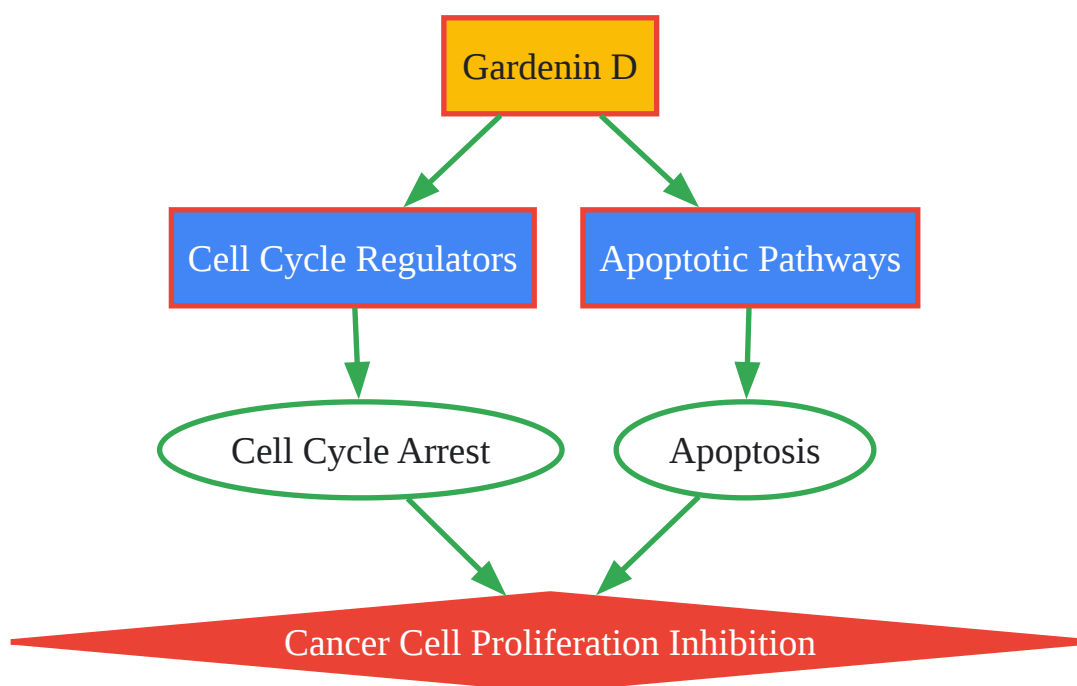 Gardenin D
Cell Cycle Regulators
Apoptotic Pathways
Cell Cycle Arrest
Apoptosis
Cancer Cell Proliferation Inhibition